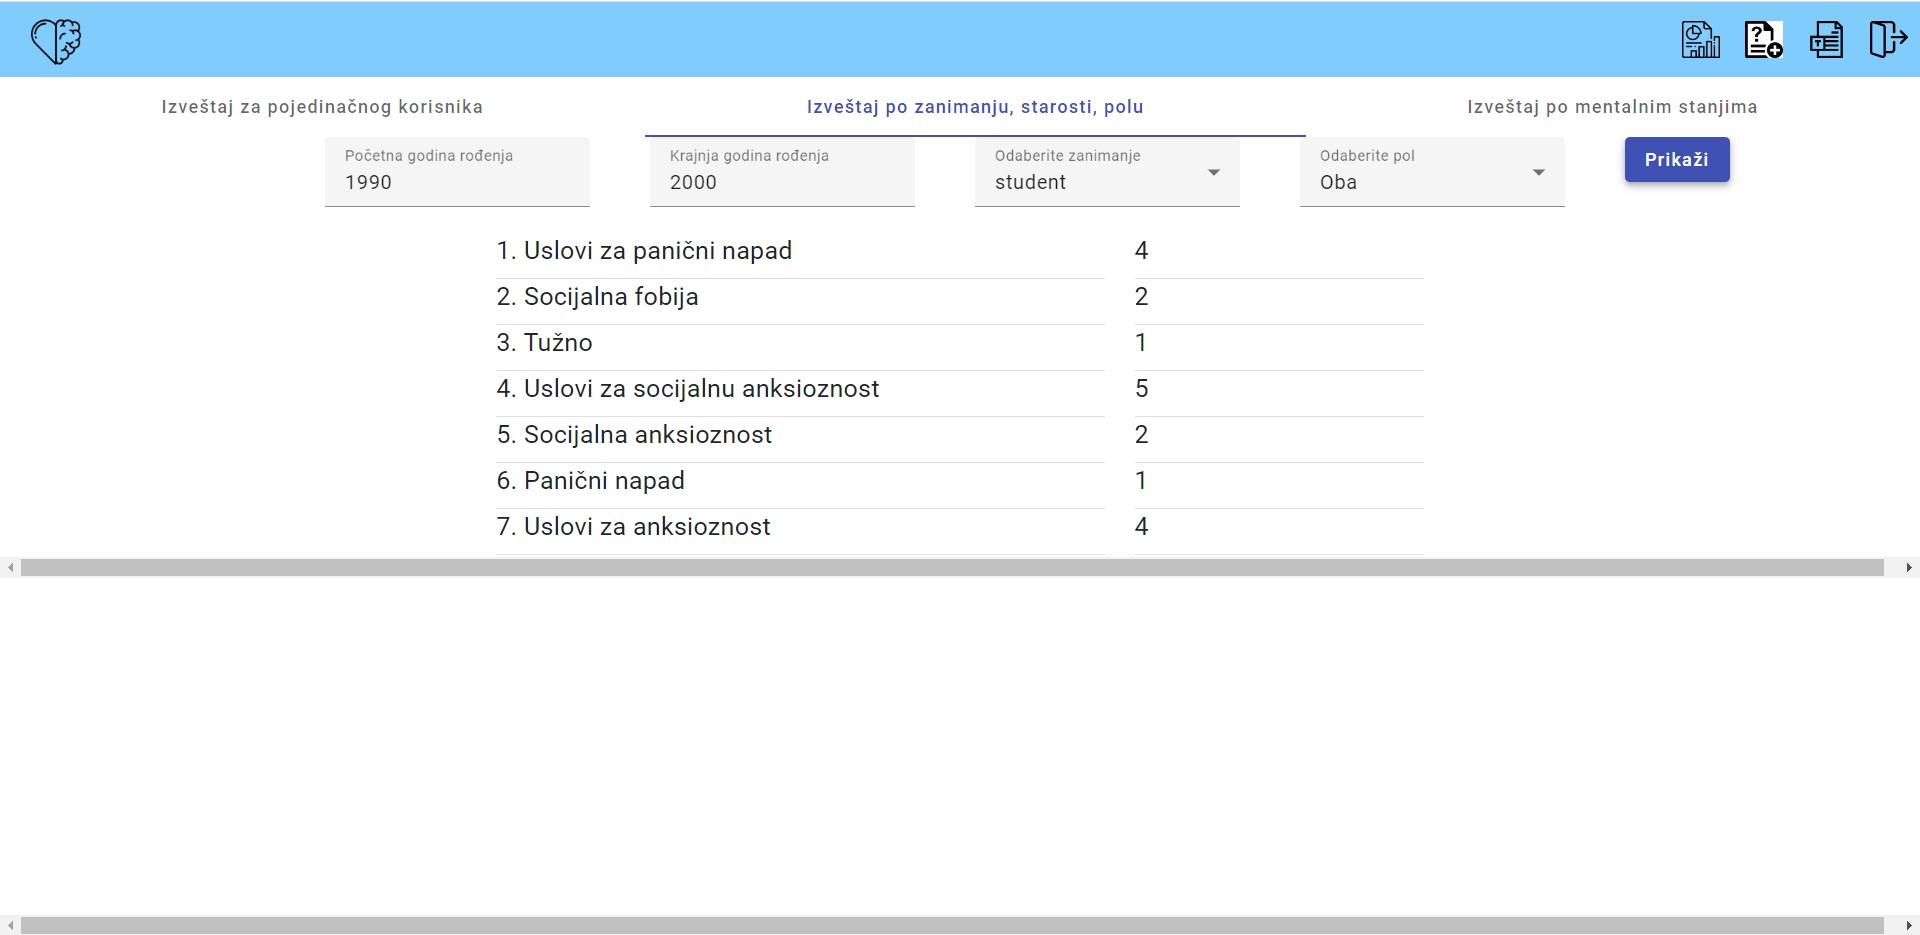 Izveštaj za pojedinačnog korisnika
Izveštaj po zanimanju, starosti, polu
Izveštaj po mentalnim stanjima
Početna godina rođenja
1990
Krajnja godina rođenja
2000
Odaberite zanimanje
student
Odaberite pol
Oba
Prikaži
1. Uslovi za panični napad 4
2. Socijalna fobija 2
3. Tužno 1
4. Uslovi za socijalnu anksioznost 5
5. Socijalna anksioznost 2
6. Panični napad 1
7. Uslovi za anksioznost 4